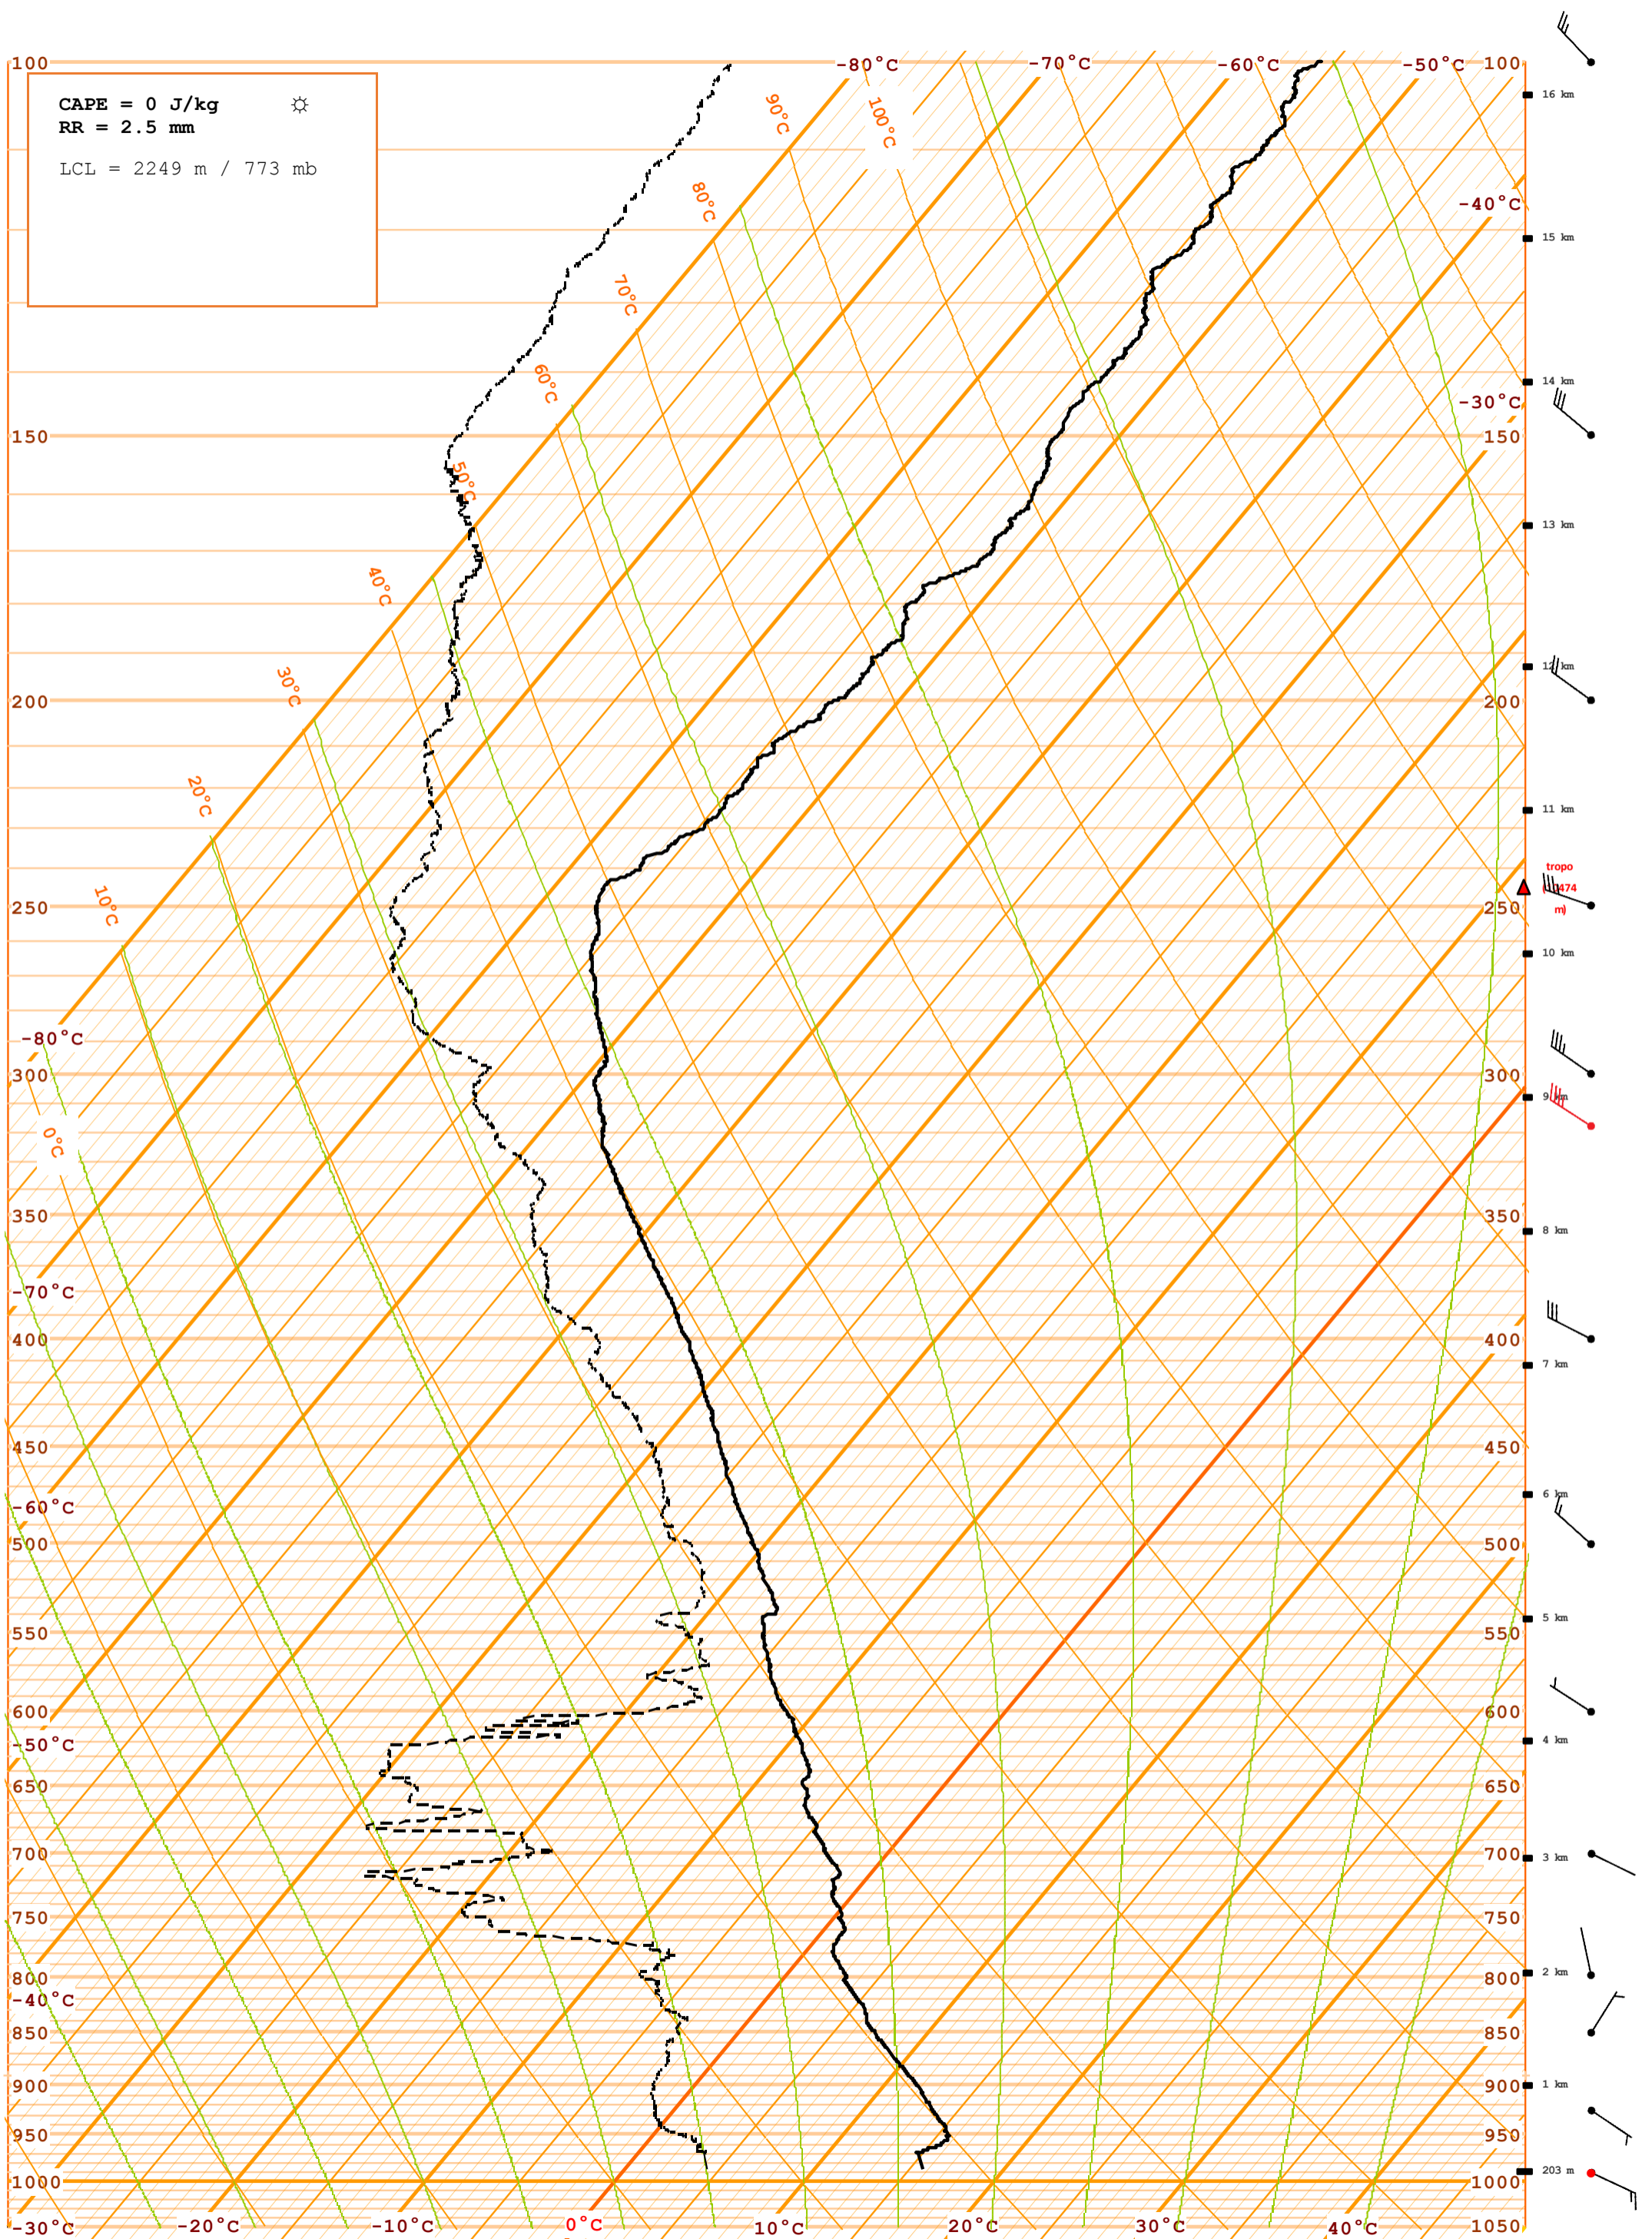 100 -80°C -70°C -60°C -50°C 100
16 km
CAPE = 0 J/kg
RR = 2.5 mm
LCL = 2249 m / 773 mb
90°C 100°C
80°C
-40°C
15 km
70°C
14 km
60°C
-30°C
150 150
50°C
13 km
40°C
12 km
30°C
200 200
20°C
11 km
tropo
m)
10°C
250 250
10 km
-80°C
300 300
9 km
0°C
350 350
8 km
-70°C
400 400
7 km
450 450
6 km
-60°C
500 500
5 km
550 550
600 600
4 km
-50°C
650 650
700 700
3 km
750 750
2 km
800 800
-40°C
850 850
900 900
1 km
950 950
203 m
1000 1000
-30°C -20°C -10°C 0°C 10°C 20°C 30°C 40°C 1050